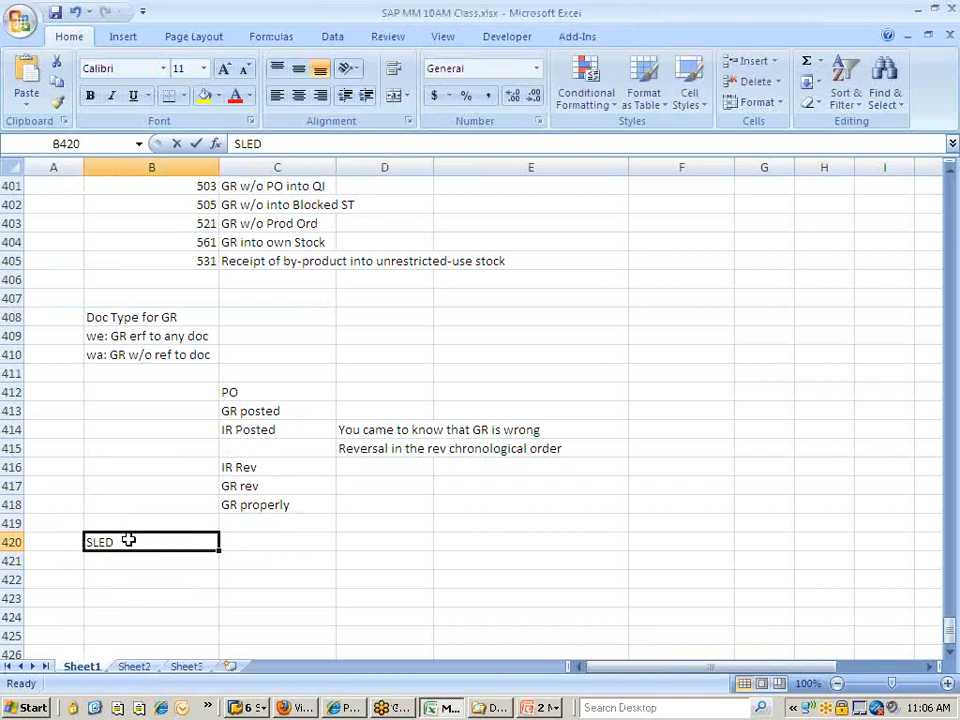 SAP MM 10AM Class.xlsx - Microsoft Excel
Home Insert Page Layout Formulas Data Review View Developer Add-Ins
Paste
Calibri 11
B I U
General
$ % ,
Conditional Formatting
Format as Table
Cell Styles
Insert
Delete
Format
Sort & Filter
Find & Select
Clipboard Font Alignment Number Styles Cells Editing
B420 fx SLED
A B C D E F G H I
401 503 GR w/o PO into QI
402 505 GR w/o into Blocked ST
403 521 GR w/o Prod Ord
404 561 GR into own Stock
405 531 Receipt of by-product into unrestricted-use stock
406
407
408 Doc Type for GR
409 we: GR erf to any doc
410 wa: GR w/o ref to doc
411
412 PO
413 GR posted
414 IR Posted You came to know that GR is wrong
415 Reversal in the rev chronological order
416 IR Rev
417 GR rev
418 GR properly
419
420 SLED
421
422
423
424
425
426
Sheet1 Sheet2 Sheet3
Ready 100%
Start 6 S Vi... P... 'C... M... D... 2 N Search Desktop 11:06 AM